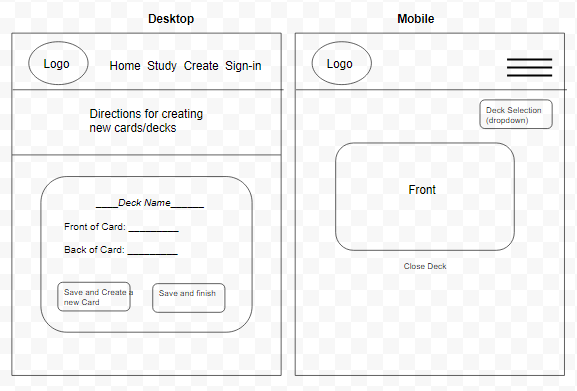 Desktop
Logo
Home Study Create Sign-in
Directions for creating
new cards/decks
____Deck Name______
Front of Card: _________
Back of Card: _________
Save and Create a
new Card
Save and finish
Mobile
Logo
Deck Selection
(dropdown)
Front
Close Deck